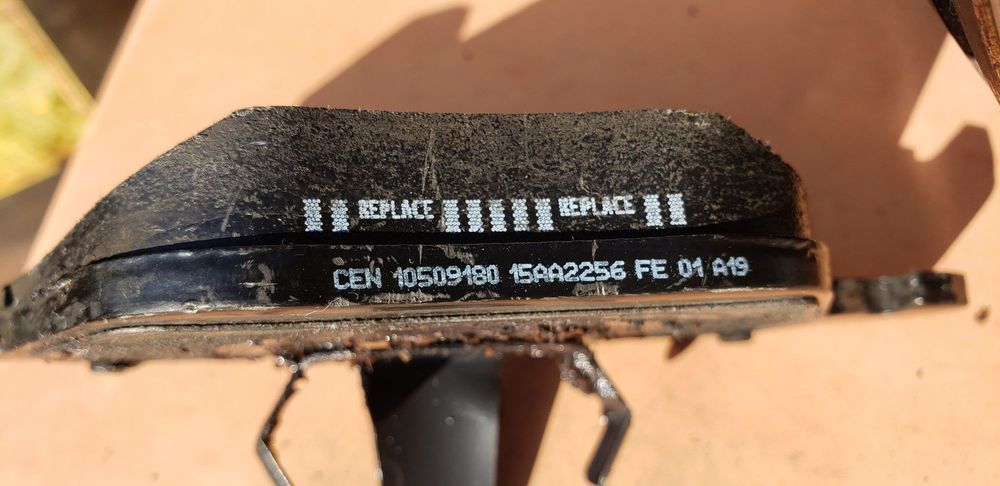 REPLACE REPLACE
CEN 10509180 15AA2256 FE 01 A19